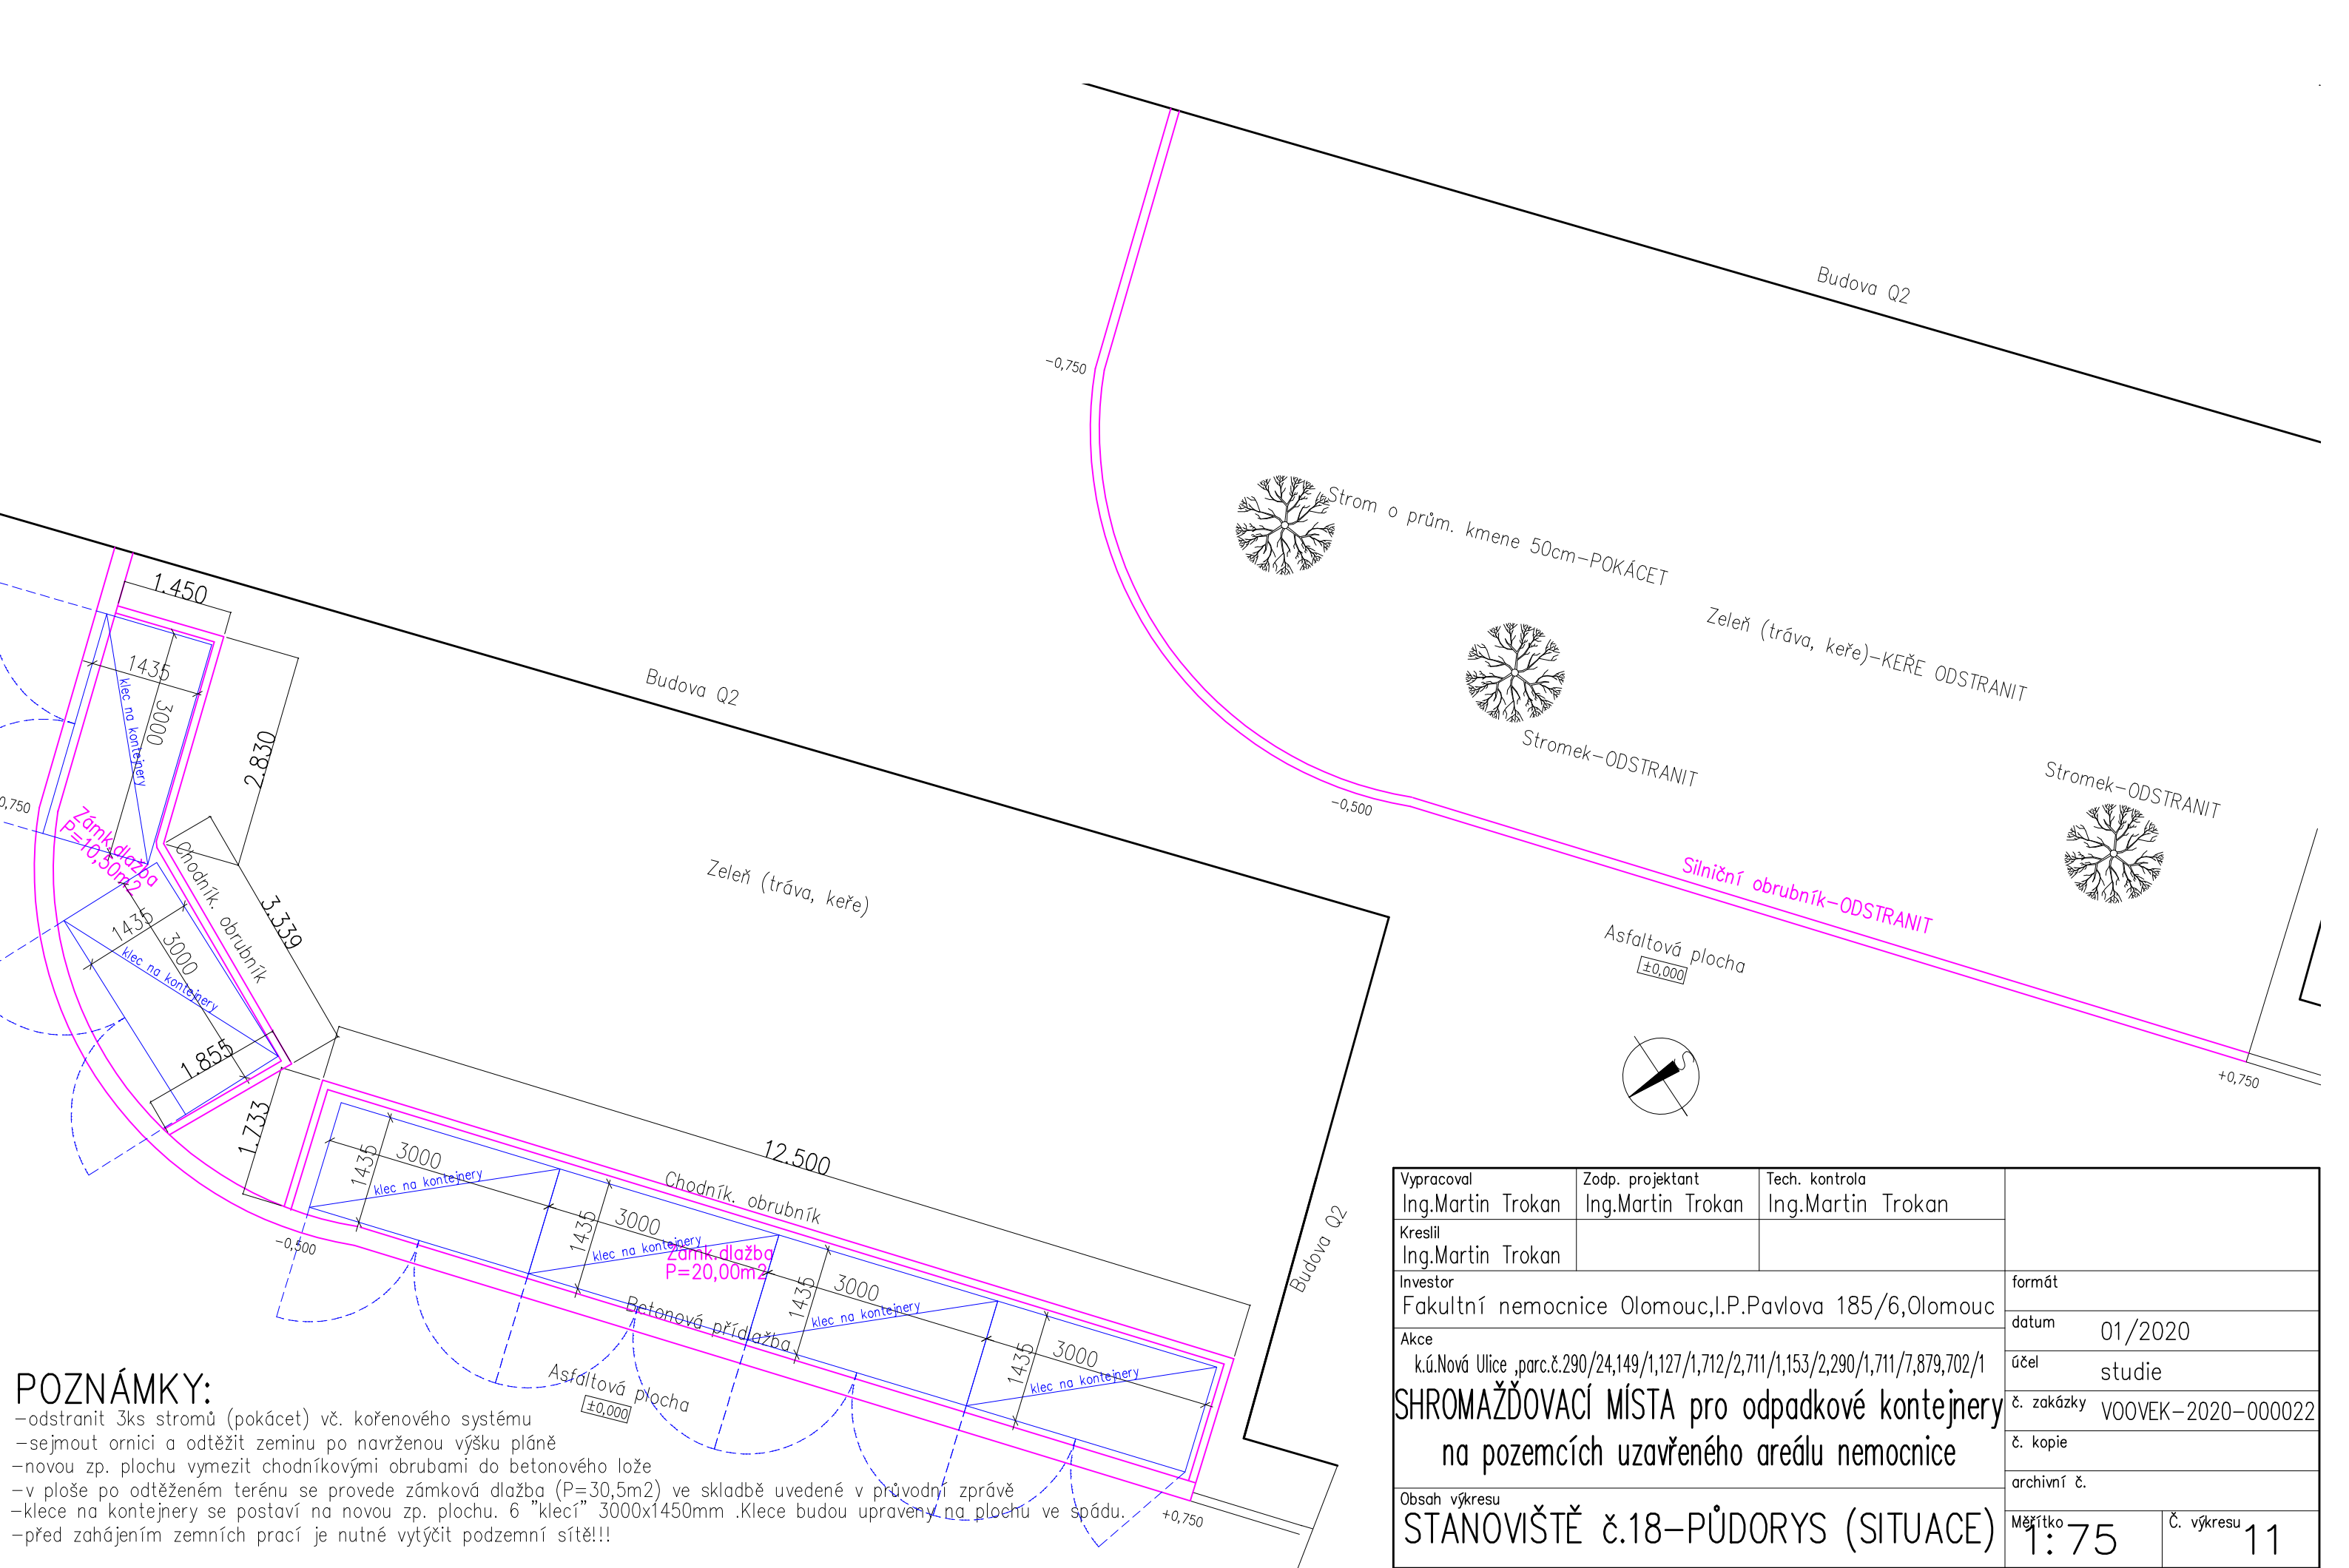 Budova Q2
-0,750
Strom o prům. kmene 50cm-POKÁCET
Zeleň (tráva, keře)-KEŘE ODSTRANIT
Stromek-ODSTRANIT
Stromek-ODSTRANIT
-0,500
Silniční obrubník-ODSTRANIT
Asfaltová plocha
±0,000
+0,750
1.450
1435
3000
klec na kontejnery
2.830
Budova Q2
0,750
Zámk.dlažba
P=10,50m2
Chodník. obrubník
3.339
Zeleň (tráva, keře)
1435
3000
klec na kontejnery
1.855
1.733
12.500
Chodník. obrubník
1435
3000
klec na kontejnery
1435
3000
klec na kontejnery
Zámk.dlažba
P=20,00m2
1435
3000
klec na kontejnery
1435
3000
klec na kontejnery
Betonová přídlažba
-0,500
Asfaltová plocha
±0,000
+0,750
Budova Q2
POZNÁMKY:
-odstranit 3ks stromů (pokácet) vč. kořenového systému
-sejmout ornici a odtěžit zeminu po navrženou výšku pláně
-novou zp. plochu vymezit chodníkovými obrubami do betonového lože
-v ploše po odtěženém terénu se provede zámková dlažba (P=30,5m2) ve skladbě uvedené v průvodní zprávě
-klece na kontejnery se postaví na novou zp. plochu. 6 "klecí" 3000x1450mm .Klece budou upraveny na plochu ve spádu.
-před zahájením zemních prací je nutné vytýčit podzemní sítě!!!
Vypracoval
Ing.Martin Trokan
Zodp. projektant
Ing.Martin Trokan
Tech. kontrola
Ing.Martin Trokan
Kreslil
Ing.Martin Trokan
Investor
Fakultní nemocnice Olomouc,I.P.Pavlova 185/6,Olomouc
Akce
k.ú.Nová Ulice ,parc.č.290/24,149/1,127/1,712/2,711/1,153/2,290/1,711/7,879,702/1
SHROMAŽĎOVACÍ MÍSTA pro odpadkové kontejnery
na pozemcích uzavřeného areálu nemocnice
Obsah výkresu
STANOVIŠTĚ č.18-PŮDORYS (SITUACE)
formát
datum
01/2020
účel
studie
č. zakázky
VOOVEK-2020-000022
č. kopie
archivní č.
Měřítko
1:75
Č. výkresu
11